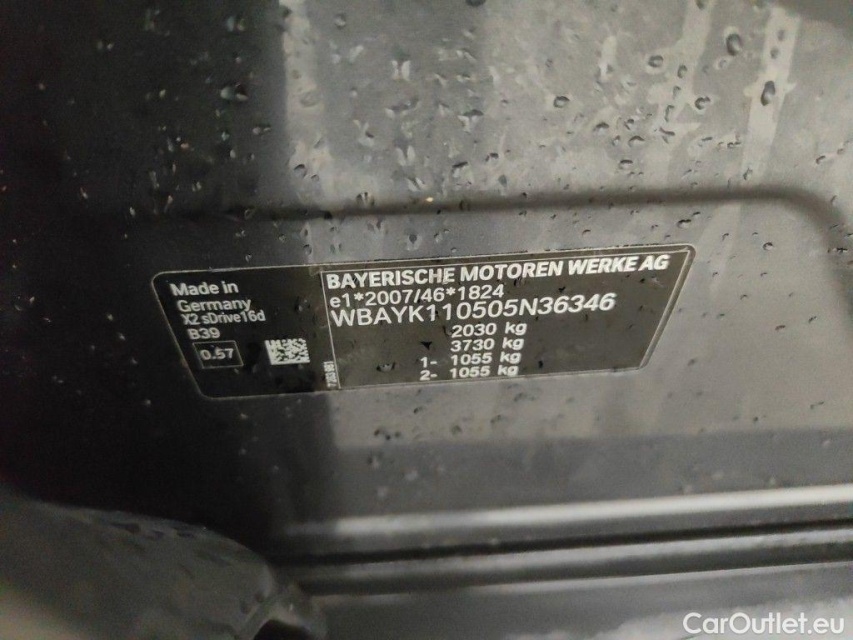 Made in
Germany
X2 sDrive16d
B39
0.57
BAYERISCHE MOTOREN WERKE AG
e1*2007/46*1824
WBAYK110505N36346
2030 kg
3730 kg
1- 1055 kg
2- 1055 kg
CarOutlet.eu